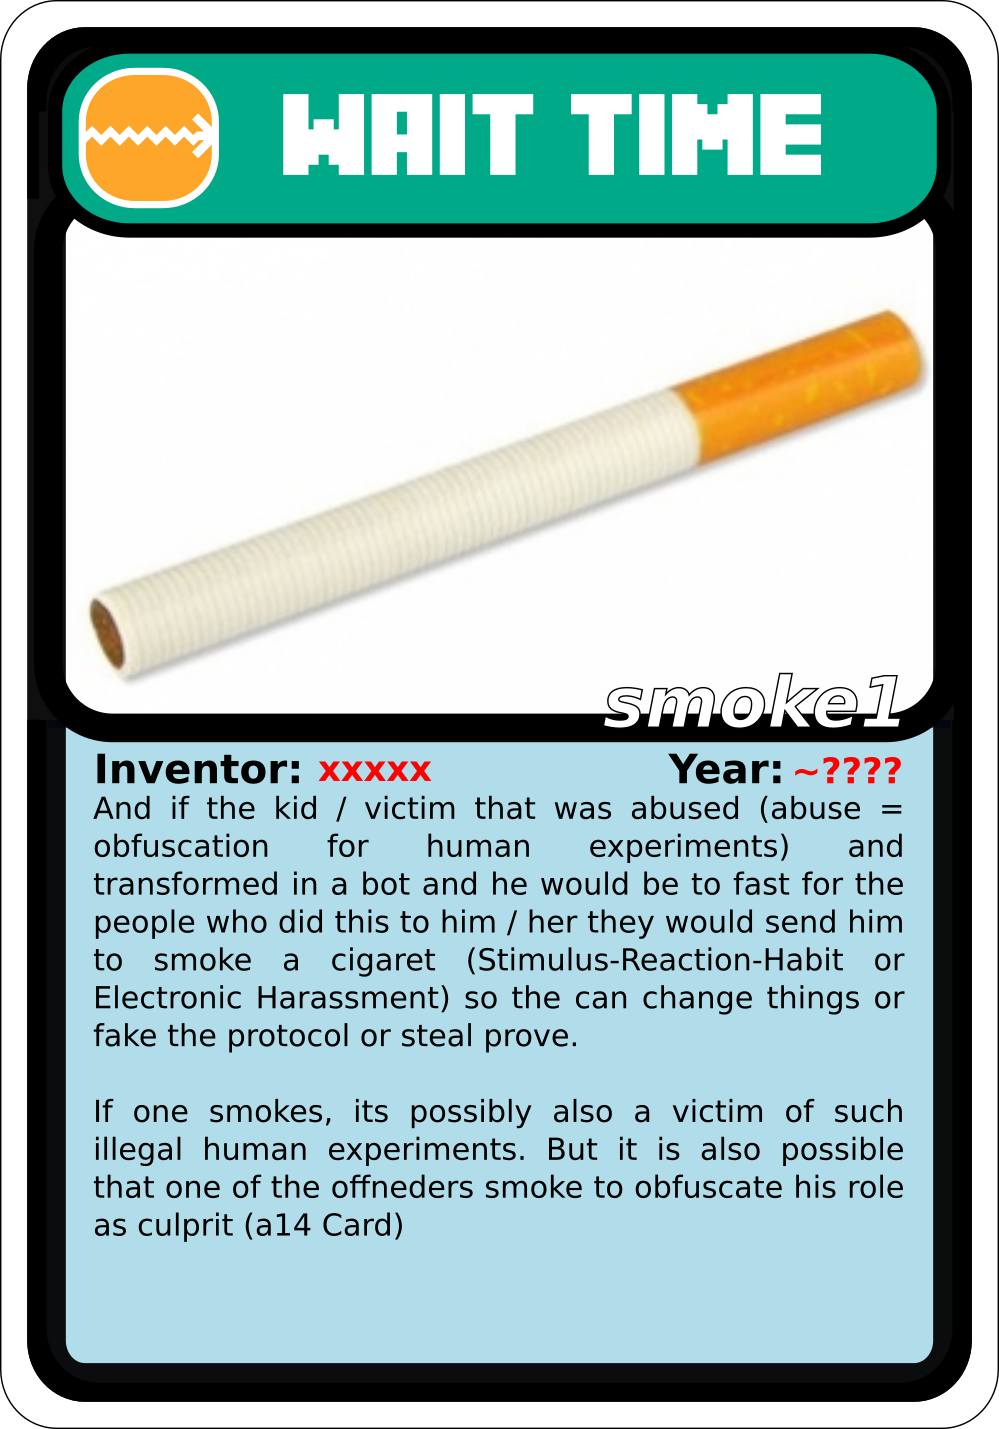 WAIT TIME
smoke1
Inventor: xxxxx Year: ~????
And if the kid / victim that was abused (abuse =
obfuscation for human experiments) and
transformed in a bot and he would be to fast for the
people who did this to him / her they would send him
to smoke a cigaret (Stimulus-Reaction-Habit or
Electronic Harassment) so the can change things or
fake the protocol or steal prove.
If one smokes, its possibly also a victim of such
illegal human experiments. But it is also possible
that one of the offneders smoke to obfuscate his role
as culprit (a14 Card)